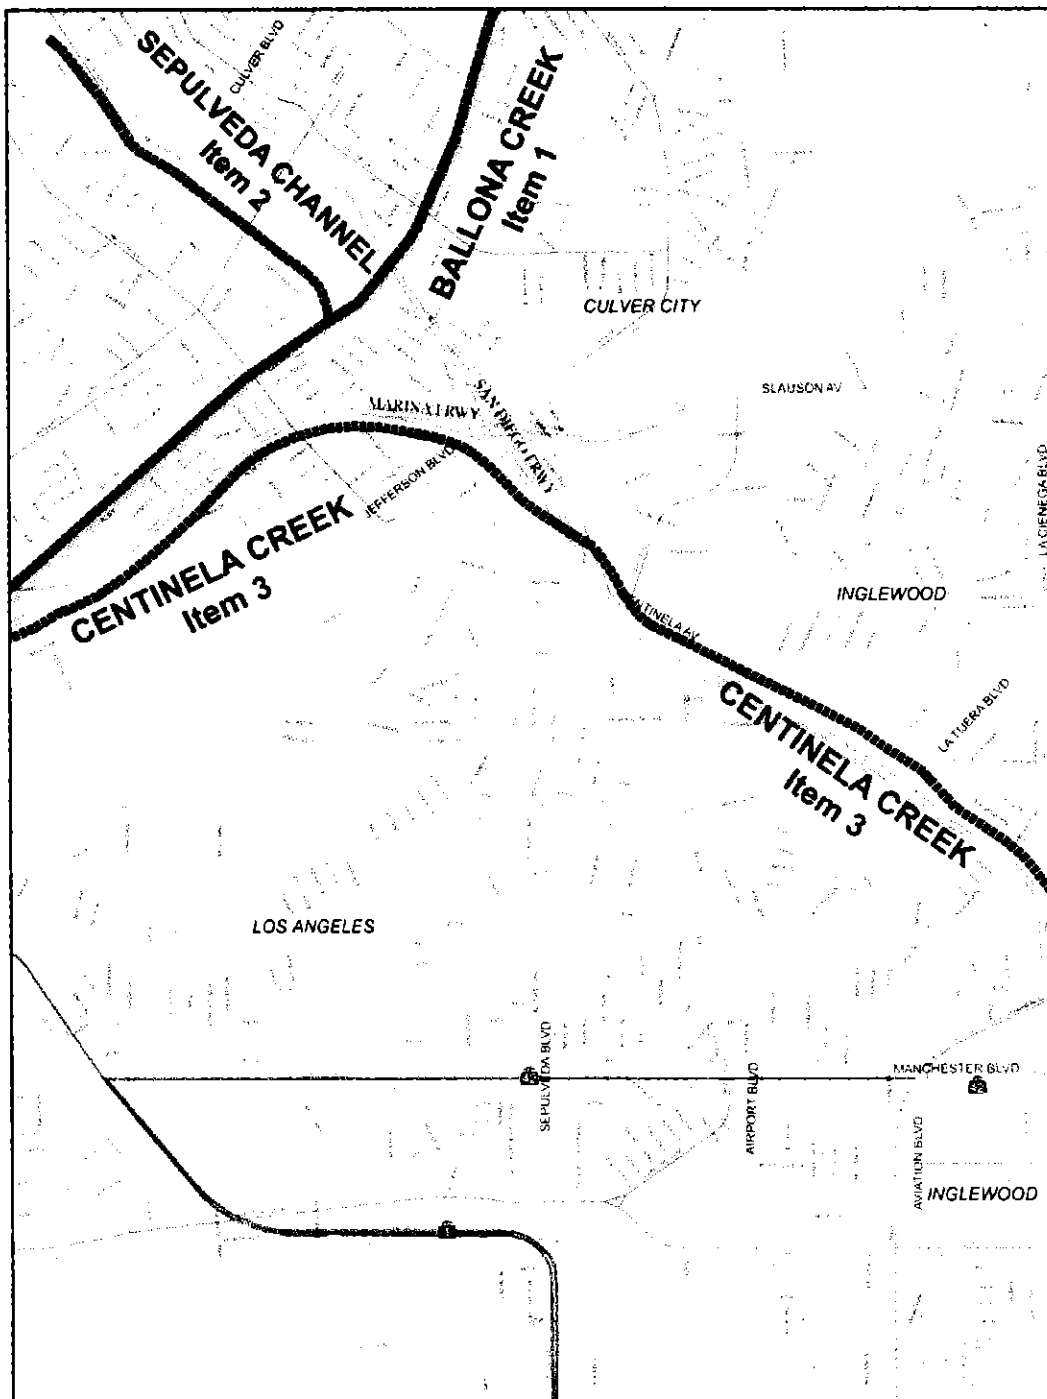 CULVER BLVD
SEPULVEDA CHANNEL
Item 2
BALLONA CREEK
Item 1
CULVER CITY
SLAUSON AV
MARINA FRWY
SAN DIEGO FRWY
LA CIENEGA BLVD
JEFFERSON BLVD
CENTINELA CREEK
Item 3
INGLEWOOD
TINELA AV
LA TIJERA BLVD
CENTINELA CREEK
Item 3
LOS ANGELES
SEPULVEDA BLVD
MANCHESTER BLVD
AIRPORT BLVD
AVIATION BLVD
INGLEWOOD